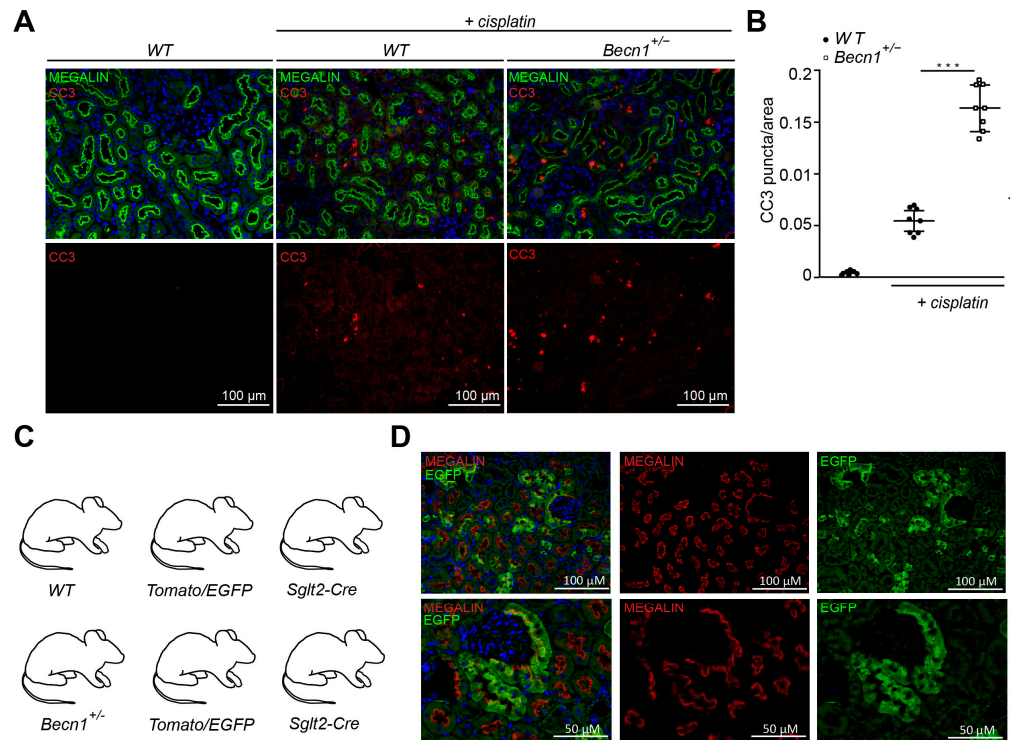 A
+ cisplatin
WT
WT
Becn1+/−
MEGALIN
CC3
MEGALIN
CC3
MEGALIN
CC3
CC3
CC3
CC3
100 µm
100 µm
100 µm
B
W T
Becn1+/−
***
CC3 puncta/area
0.2
0.15
0.01
0.05
0
+ cisplatin
C
WT
Tomato/EGFP
Sglt2-Cre
Becn1+/-
Tomato/EGFP
Sglt2-Cre
D
MEGALIN
EGFP
MEGALIN
EGFP
100 µM
100 µM
100 µM
MEGALIN
EGFP
MEGALIN
EGFP
50 µM
50 µM
50 µM